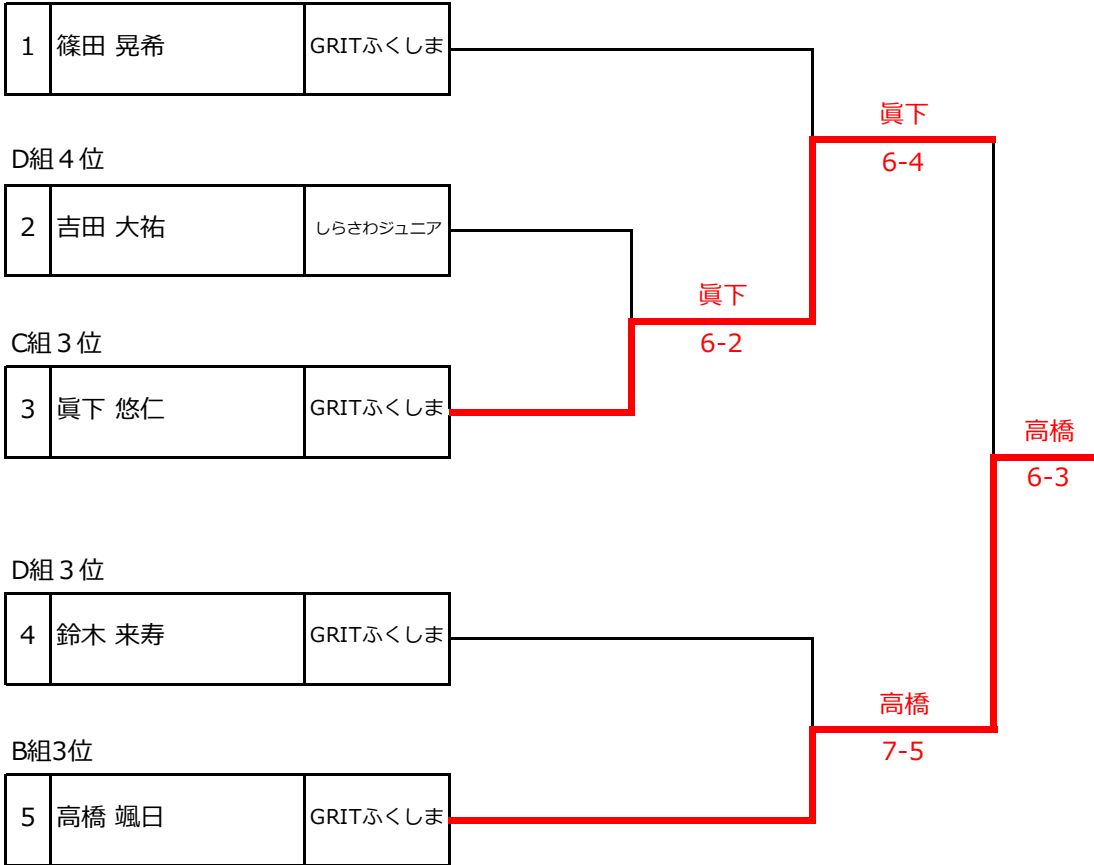 1 篠田 晃希 GRITふくしま
眞下
6-4
D組４位
2 吉田 大祐 しらさわジュニア
眞下
6-2
C組３位
3 眞下 悠仁 GRITふくしま
高橋
6-3
D組３位
4 鈴木 来寿 GRITふくしま
高橋
7-5
B組3位
5 高橋 颯日 GRITふくしま